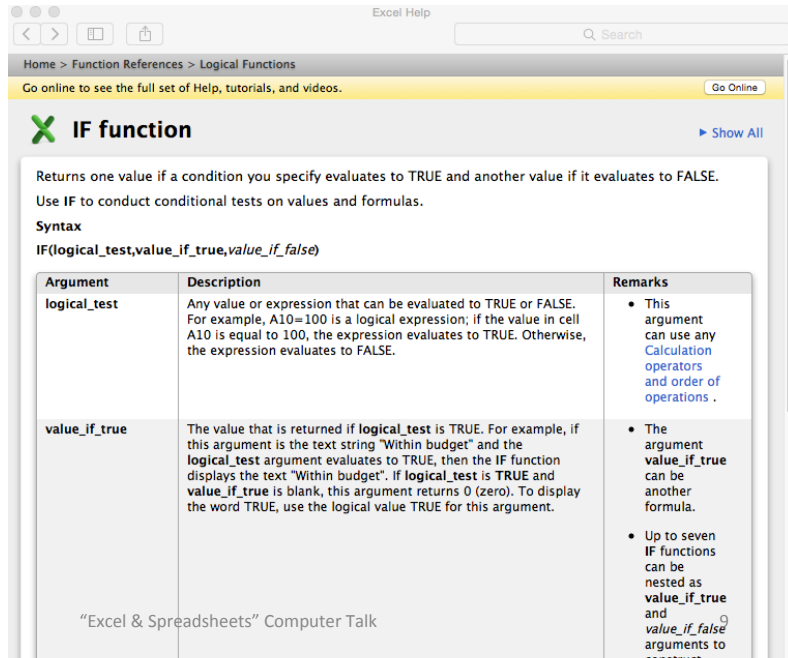 Excel Help
Search
Home > Function References > Logical Functions
Go online to see the full set of Help, tutorials, and videos.
Go Online
IF function
► Show All
Returns one value if a condition you specify evaluates to TRUE and another value if it evaluates to FALSE.
Use IF to conduct conditional tests on values and formulas.
Syntax
IF(logical_test,value_if_true,value_if_false)
Argument
Description
Remarks
logical_test
Any value or expression that can be evaluated to TRUE or FALSE.
For example, A10=100 is a logical expression; if the value in cell
A10 is equal to 100, the expression evaluates to TRUE. Otherwise,
the expression evaluates to FALSE.
• This
argument
can use any
Calculation
operators
and order of
operations .
value_if_true
The value that is returned if logical_test is TRUE. For example, if
this argument is the text string "Within budget" and the
logical_test argument evaluates to TRUE, then the IF function
displays the text "Within budget". If logical_test is TRUE and
value_if_true is blank, this argument returns 0 (zero). To display
the word TRUE, use the logical value TRUE for this argument.
• The
argument
value_if_true
can be
another
formula.
• Up to seven
IF functions
can be
nested as
value_if_true
and
value_if_false
arguments to
construct
“Excel & Spreadsheets” Computer Talk
9